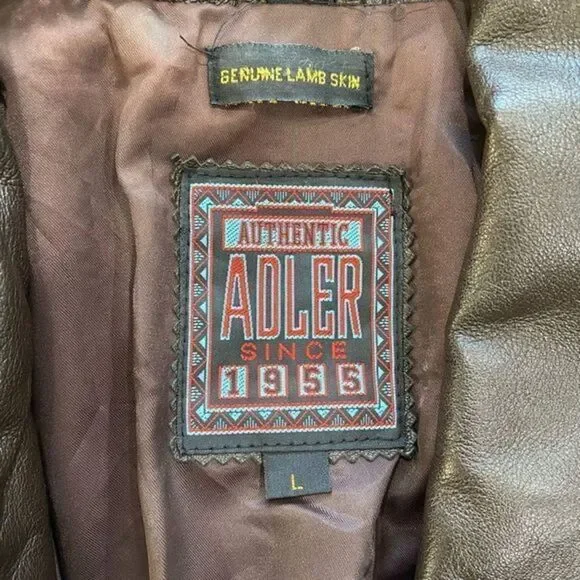 GENUINE LAMB SKIN
AUTHENTIC
ADLER
SINCE
1955
L